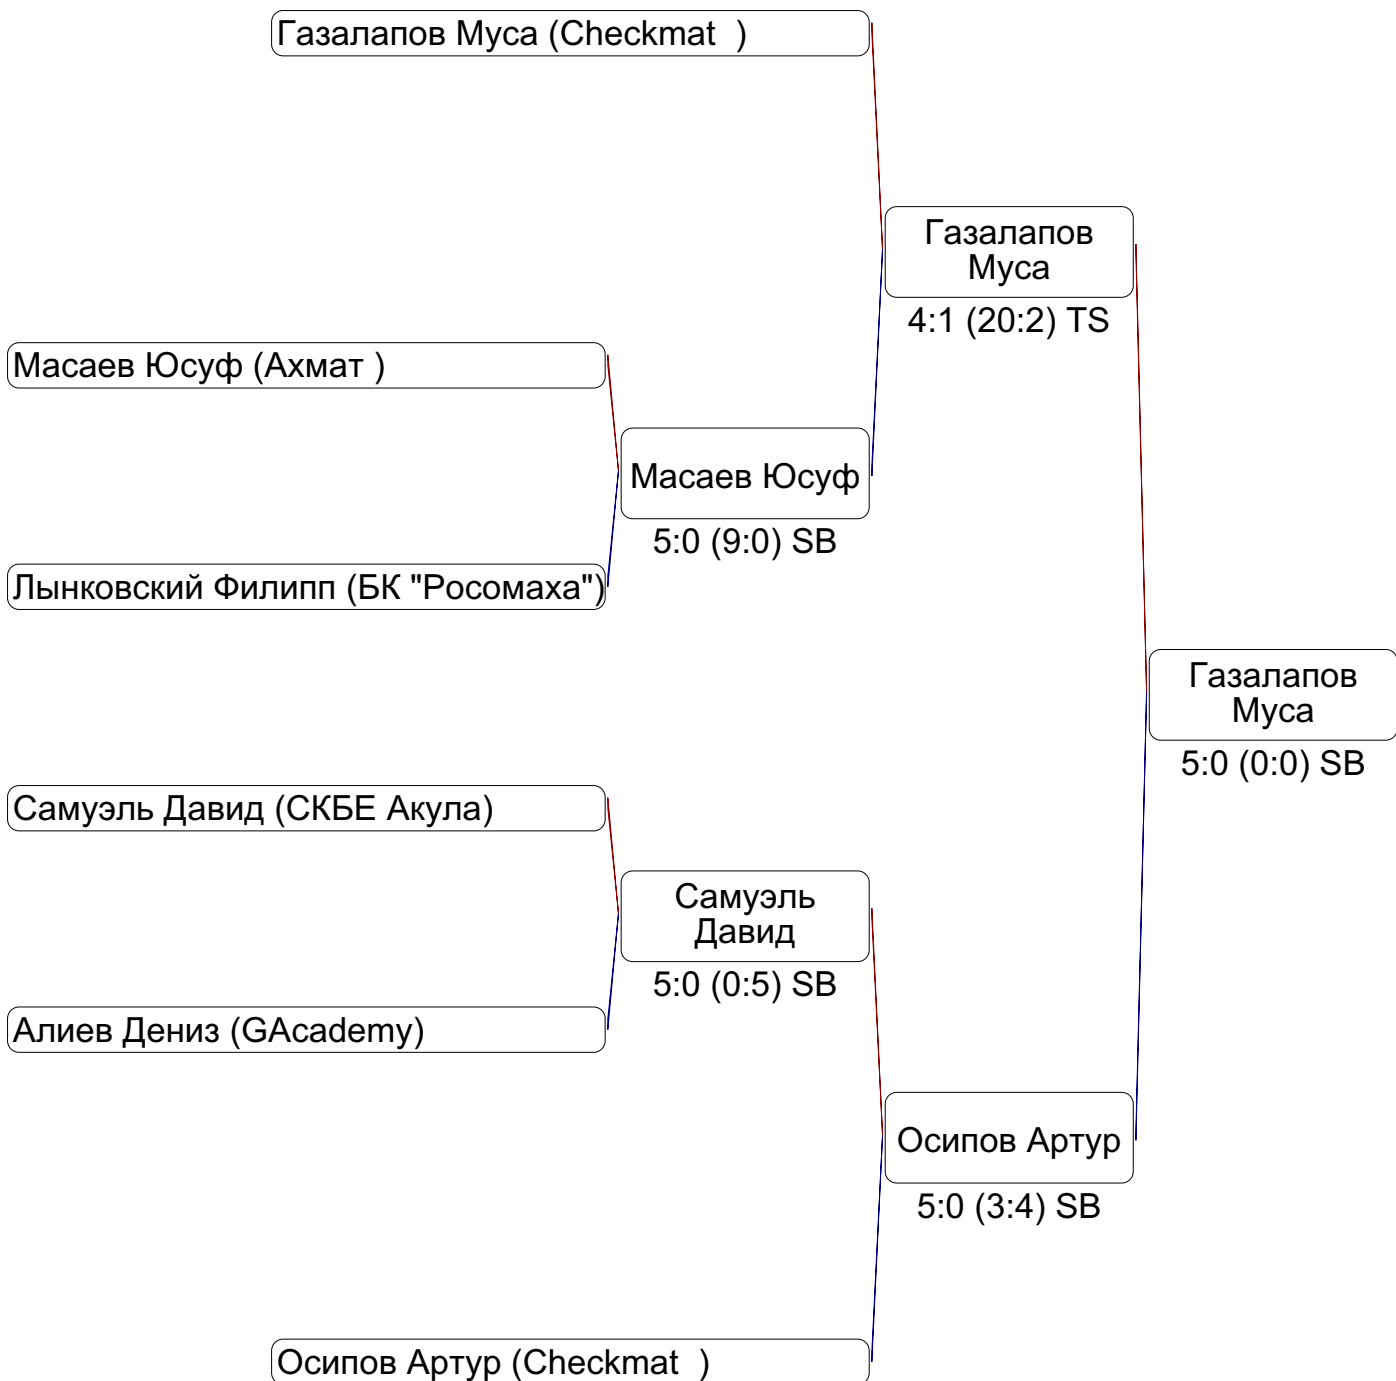 Газалапов Муса (Checkmat  )
Газалапов
Муса
4:1 (20:2) TS
Масаев Юсуф (Ахмат )
Масаев Юсуф
5:0 (9:0) SB
Лынковский Филипп (БК "Росомаха")
Газалапов
Муса
5:0 (0:0) SB
Самуэль Давид (СКБЕ Акула)
Самуэль
Давид
5:0 (0:5) SB
Алиев Дениз (GAcademy)
Осипов Артур
5:0 (3:4) SB
Осипов Артур (Checkmat  )